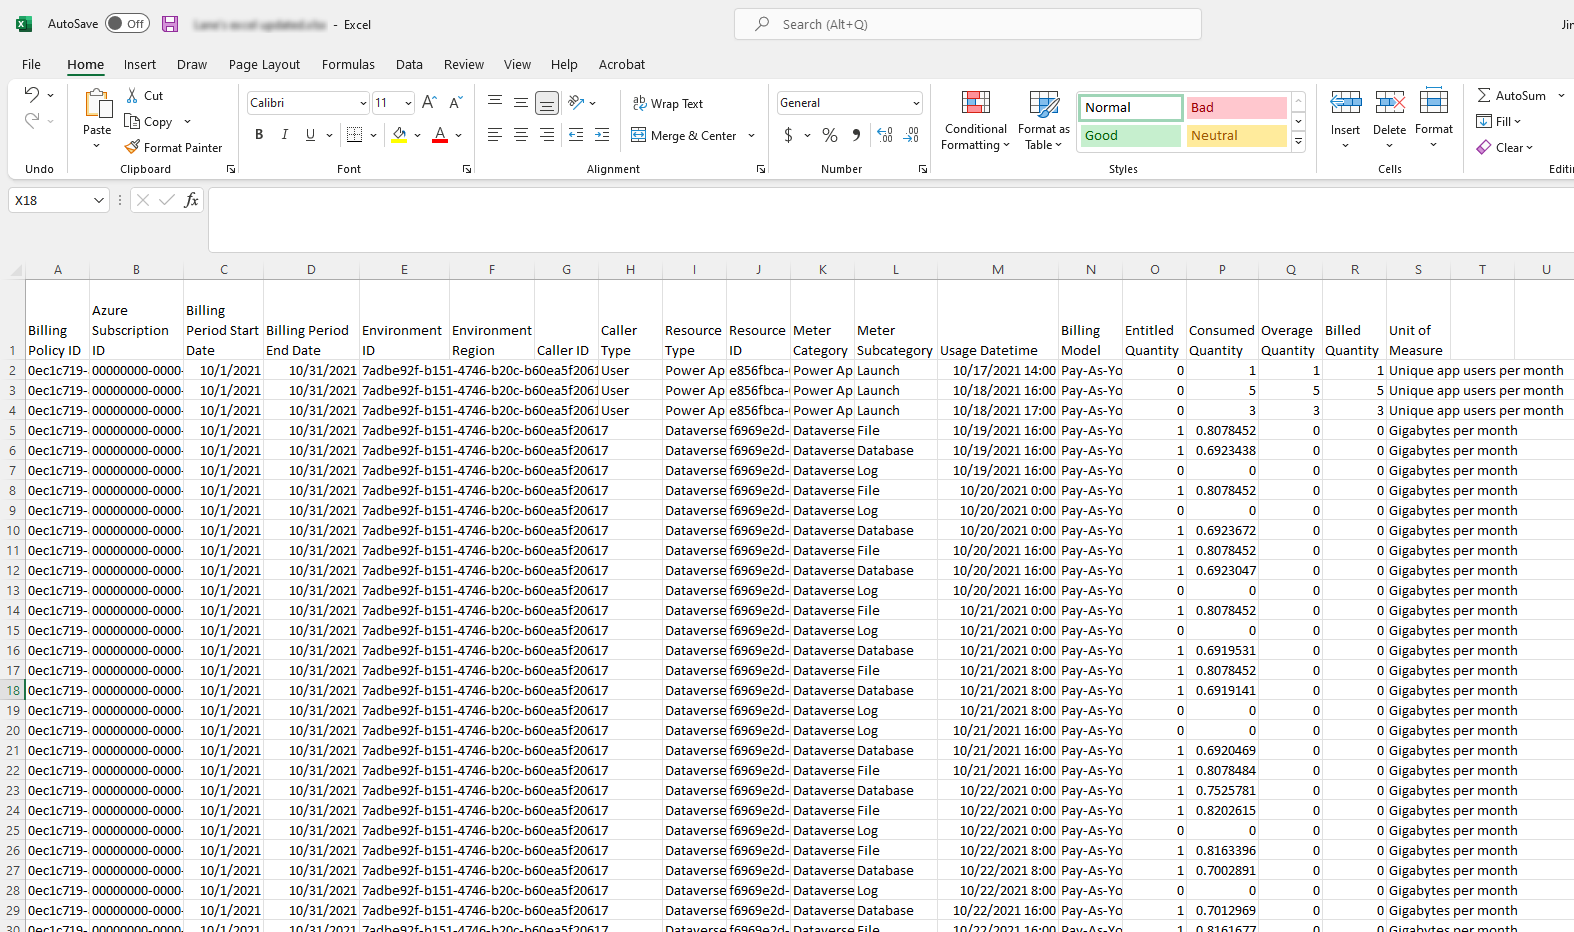 AutoSave Off - Excel Search (Alt+Q) Jin
File Home Insert Draw Page Layout Formulas Data Review View Help Acrobat
Undo
Paste Cut Copy Format Painter
Clipboard
Calibri 11
B I U A
Font
Wrap Text
Merge & Center
Alignment
General
$ % 9 .00
Number
Conditional Formatting
Format as Table
Normal Bad
Good Neutral
Styles
Insert Delete Format
Cells
AutoSum
Fill
Clear
Editin
X18 fx
A B C D E F G H I J K L M N O P Q R S T U
1 Billing Policy ID Azure Subscription ID Billing Period Start Date Billing Period End Date Environment ID Environment Region Caller ID Caller Type Resource Type Resource ID Meter Category Meter Subcategory Usage Datetime Billing Model Entitled Quantity Consumed Quantity Overage Quantity Billed Quantity Unit of Measure
2 0ec1c719- 00000000-0000- 10/1/2021 10/31/2021 7adbe92f-b151-4746-b20c-b60ea5f2061 User Power Ap e856fbca- Power Ap Launch 10/17/2021 14:00 Pay-As-Yo 0 1 1 1 Unique app users per month
3 0ec1c719- 00000000-0000- 10/1/2021 10/31/2021 7adbe92f-b151-4746-b20c-b60ea5f2061 User Power Ap e856fbca- Power Ap Launch 10/18/2021 16:00 Pay-As-Yo 0 5 5 5 Unique app users per month
4 0ec1c719- 00000000-0000- 10/1/2021 10/31/2021 7adbe92f-b151-4746-b20c-b60ea5f2061 User Power Ap e856fbca- Power Ap Launch 10/18/2021 17:00 Pay-As-Yo 0 3 3 3 Unique app users per month
5 0ec1c719- 00000000-0000- 10/1/2021 10/31/2021 7adbe92f-b151-4746-b20c-b60ea5f20617 Dataverse f6969e2d- Dataverse File 10/19/2021 16:00 Pay-As-Yo 1 0.8078452 0 0 Gigabytes per month
6 0ec1c719- 00000000-0000- 10/1/2021 10/31/2021 7adbe92f-b151-4746-b20c-b60ea5f20617 Dataverse f6969e2d- Dataverse Database 10/19/2021 16:00 Pay-As-Yo 1 0.6923438 0 0 Gigabytes per month
7 0ec1c719- 00000000-0000- 10/1/2021 10/31/2021 7adbe92f-b151-4746-b20c-b60ea5f20617 Dataverse f6969e2d- Dataverse Log 10/19/2021 16:00 Pay-As-Yo 0 0 0 0 Gigabytes per month
8 0ec1c719- 00000000-0000- 10/1/2021 10/31/2021 7adbe92f-b151-4746-b20c-b60ea5f20617 Dataverse f6969e2d- Dataverse File 10/20/2021 0:00 Pay-As-Yo 1 0.8078452 0 0 Gigabytes per month
9 0ec1c719- 00000000-0000- 10/1/2021 10/31/2021 7adbe92f-b151-4746-b20c-b60ea5f20617 Dataverse f6969e2d- Dataverse Log 10/20/2021 0:00 Pay-As-Yo 0 0 0 0 Gigabytes per month
10 0ec1c719- 00000000-0000- 10/1/2021 10/31/2021 7adbe92f-b151-4746-b20c-b60ea5f20617 Dataverse f6969e2d- Dataverse Database 10/20/2021 0:00 Pay-As-Yo 1 0.6923672 0 0 Gigabytes per month
11 0ec1c719- 00000000-0000- 10/1/2021 10/31/2021 7adbe92f-b151-4746-b20c-b60ea5f20617 Dataverse f6969e2d- Dataverse File 10/20/2021 16:00 Pay-As-Yo 1 0.8078452 0 0 Gigabytes per month
12 0ec1c719- 00000000-0000- 10/1/2021 10/31/2021 7adbe92f-b151-4746-b20c-b60ea5f20617 Dataverse f6969e2d- Dataverse Database 10/20/2021 16:00 Pay-As-Yo 1 0.6923047 0 0 Gigabytes per month
13 0ec1c719- 00000000-0000- 10/1/2021 10/31/2021 7adbe92f-b151-4746-b20c-b60ea5f20617 Dataverse f6969e2d- Dataverse Log 10/20/2021 16:00 Pay-As-Yo 0 0 0 0 Gigabytes per month
14 0ec1c719- 00000000-0000- 10/1/2021 10/31/2021 7adbe92f-b151-4746-b20c-b60ea5f20617 Dataverse f6969e2d- Dataverse File 10/21/2021 0:00 Pay-As-Yo 1 0.8078452 0 0 Gigabytes per month
15 0ec1c719- 00000000-0000- 10/1/2021 10/31/2021 7adbe92f-b151-4746-b20c-b60ea5f20617 Dataverse f6969e2d- Dataverse Log 10/21/2021 0:00 Pay-As-Yo 0 0 0 0 Gigabytes per month
16 0ec1c719- 00000000-0000- 10/1/2021 10/31/2021 7adbe92f-b151-4746-b20c-b60ea5f20617 Dataverse f6969e2d- Dataverse Database 10/21/2021 0:00 Pay-As-Yo 1 0.6919531 0 0 Gigabytes per month
17 0ec1c719- 00000000-0000- 10/1/2021 10/31/2021 7adbe92f-b151-4746-b20c-b60ea5f20617 Dataverse f6969e2d- Dataverse File 10/21/2021 8:00 Pay-As-Yo 1 0.8078452 0 0 Gigabytes per month
18 0ec1c719- 00000000-0000- 10/1/2021 10/31/2021 7adbe92f-b151-4746-b20c-b60ea5f20617 Dataverse f6969e2d- Dataverse Database 10/21/2021 8:00 Pay-As-Yo 1 0.6919141 0 0 Gigabytes per month
19 0ec1c719- 00000000-0000- 10/1/2021 10/31/2021 7adbe92f-b151-4746-b20c-b60ea5f20617 Dataverse f6969e2d- Dataverse Log 10/21/2021 8:00 Pay-As-Yo 0 0 0 0 Gigabytes per month
20 0ec1c719- 00000000-0000- 10/1/2021 10/31/2021 7adbe92f-b151-4746-b20c-b60ea5f20617 Dataverse f6969e2d- Dataverse Log 10/21/2021 16:00 Pay-As-Yo 0 0 0 0 Gigabytes per month
21 0ec1c719- 00000000-0000- 10/1/2021 10/31/2021 7adbe92f-b151-4746-b20c-b60ea5f20617 Dataverse f6969e2d- Dataverse Database 10/21/2021 16:00 Pay-As-Yo 1 0.6920469 0 0 Gigabytes per month
22 0ec1c719- 00000000-0000- 10/1/2021 10/31/2021 7adbe92f-b151-4746-b20c-b60ea5f20617 Dataverse f6969e2d- Dataverse File 10/21/2021 16:00 Pay-As-Yo 1 0.8078484 0 0 Gigabytes per month
23 0ec1c719- 00000000-0000- 10/1/2021 10/31/2021 7adbe92f-b151-4746-b20c-b60ea5f20617 Dataverse f6969e2d- Dataverse Database 10/22/2021 0:00 Pay-As-Yo 1 0.7525781 0 0 Gigabytes per month
24 0ec1c719- 00000000-0000- 10/1/2021 10/31/2021 7adbe92f-b151-4746-b20c-b60ea5f20617 Dataverse f6969e2d- Dataverse File 10/22/2021 0:00 Pay-As-Yo 1 0.8202615 0 0 Gigabytes per month
25 0ec1c719- 00000000-0000- 10/1/2021 10/31/2021 7adbe92f-b151-4746-b20c-b60ea5f20617 Dataverse f6969e2d- Dataverse Log 10/22/2021 0:00 Pay-As-Yo 0 0 0 0 Gigabytes per month
26 0ec1c719- 00000000-0000- 10/1/2021 10/31/2021 7adbe92f-b151-4746-b20c-b60ea5f20617 Dataverse f6969e2d- Dataverse File 10/22/2021 8:00 Pay-As-Yo 1 0.8163396 0 0 Gigabytes per month
27 0ec1c719- 00000000-0000- 10/1/2021 10/31/2021 7adbe92f-b151-4746-b20c-b60ea5f20617 Dataverse f6969e2d- Dataverse Database 10/22/2021 8:00 Pay-As-Yo 1 0.7002891 0 0 Gigabytes per month
28 0ec1c719- 00000000-0000- 10/1/2021 10/31/2021 7adbe92f-b151-4746-b20c-b60ea5f20617 Dataverse f6969e2d- Dataverse Log 10/22/2021 8:00 Pay-As-Yo 0 0 0 0 Gigabytes per month
29 0ec1c719- 00000000-0000- 10/1/2021 10/31/2021 7adbe92f-b151-4746-b20c-b60ea5f20617 Dataverse f6969e2d- Dataverse Database 10/22/2021 16:00 Pay-As-Yo 1 0.7012969 0 0 Gigabytes per month
30 0ec1c719- 00000000-0000- 10/1/2021 10/31/2021 7adbe92f-b151-4746-b20c-b60ea5f20617 Dataverse f6969e2d- Dataverse File 10/22/2021 16:00 Pay-As-Yo 1 0.8161677 0 0 Gigabytes per month